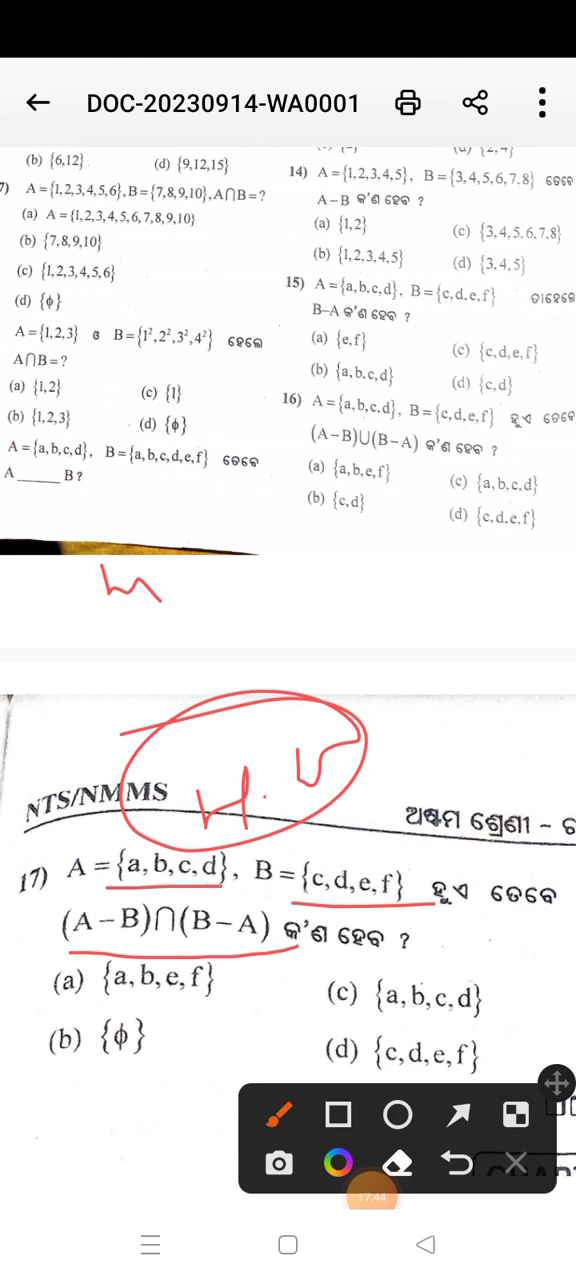 DOC-20230914-WA0001
(b) {6,12}
(d) {9,12,15}
7) A={1,2,3,4,5,6},B={7,8,9,10},A∩B=?
(a) A={1,2,3,4,5,6,7,8,9,10}
(b) {7,8,9,10}
(c) {1,2,3,4,5,6}
(d) {ϕ}
A={1,2,3} ଓ B={1²,2²,3²,4²} ହେଲେ
A∩B=?
(a) {1,2}
(c) {1}
(b) {1,2,3}
(d) {ϕ}
A={a,b,c,d}, B={a,b,c,d,e,f} ତେବେ
A_____B?
(d) {2,4}
14) A={1,2,3,4,5}, B={3,4,5,6,7.8} ତେବେ
A–B କ'ଣ ହେବ ?
(a) {1,2}
(c) {3,4,5.6.7.8}
(b) {1,2,3,4.5}
(d) {3,4,5}
15) A={a,b.c,d}, B={c,d,e.f} ତାହେଲେ
B–A କ'ଣ ହେବ ?
(a) {e,f}
(c) {c,d,e,f}
(b) {a,b.c,d}
(d) {c,d}
16) A={a,b,c.d}, B={c,d,e,f} ହୁଏ ତେବେ
(A–B)∪(B–A) କ'ଣ ହେବ ?
(a) {a,b,e,f}
(c) {a,b,c,d}
(b) {c,d}
(d) {c,d.e.f}
NTS/NMMS
H.
ଅଷ୍ଟମ ଶ୍ରେଣୀ –
17) A={a,b,c,d}, B={c,d,e,f} ହୁଏ ତେବେ
(A–B)∩(B–A) କ'ଣ ହେବ ?
(a) {a,b,e,f}
(c) {a,b,c,d}
(b) {ϕ}
(d) {c,d,e,f}
17:44